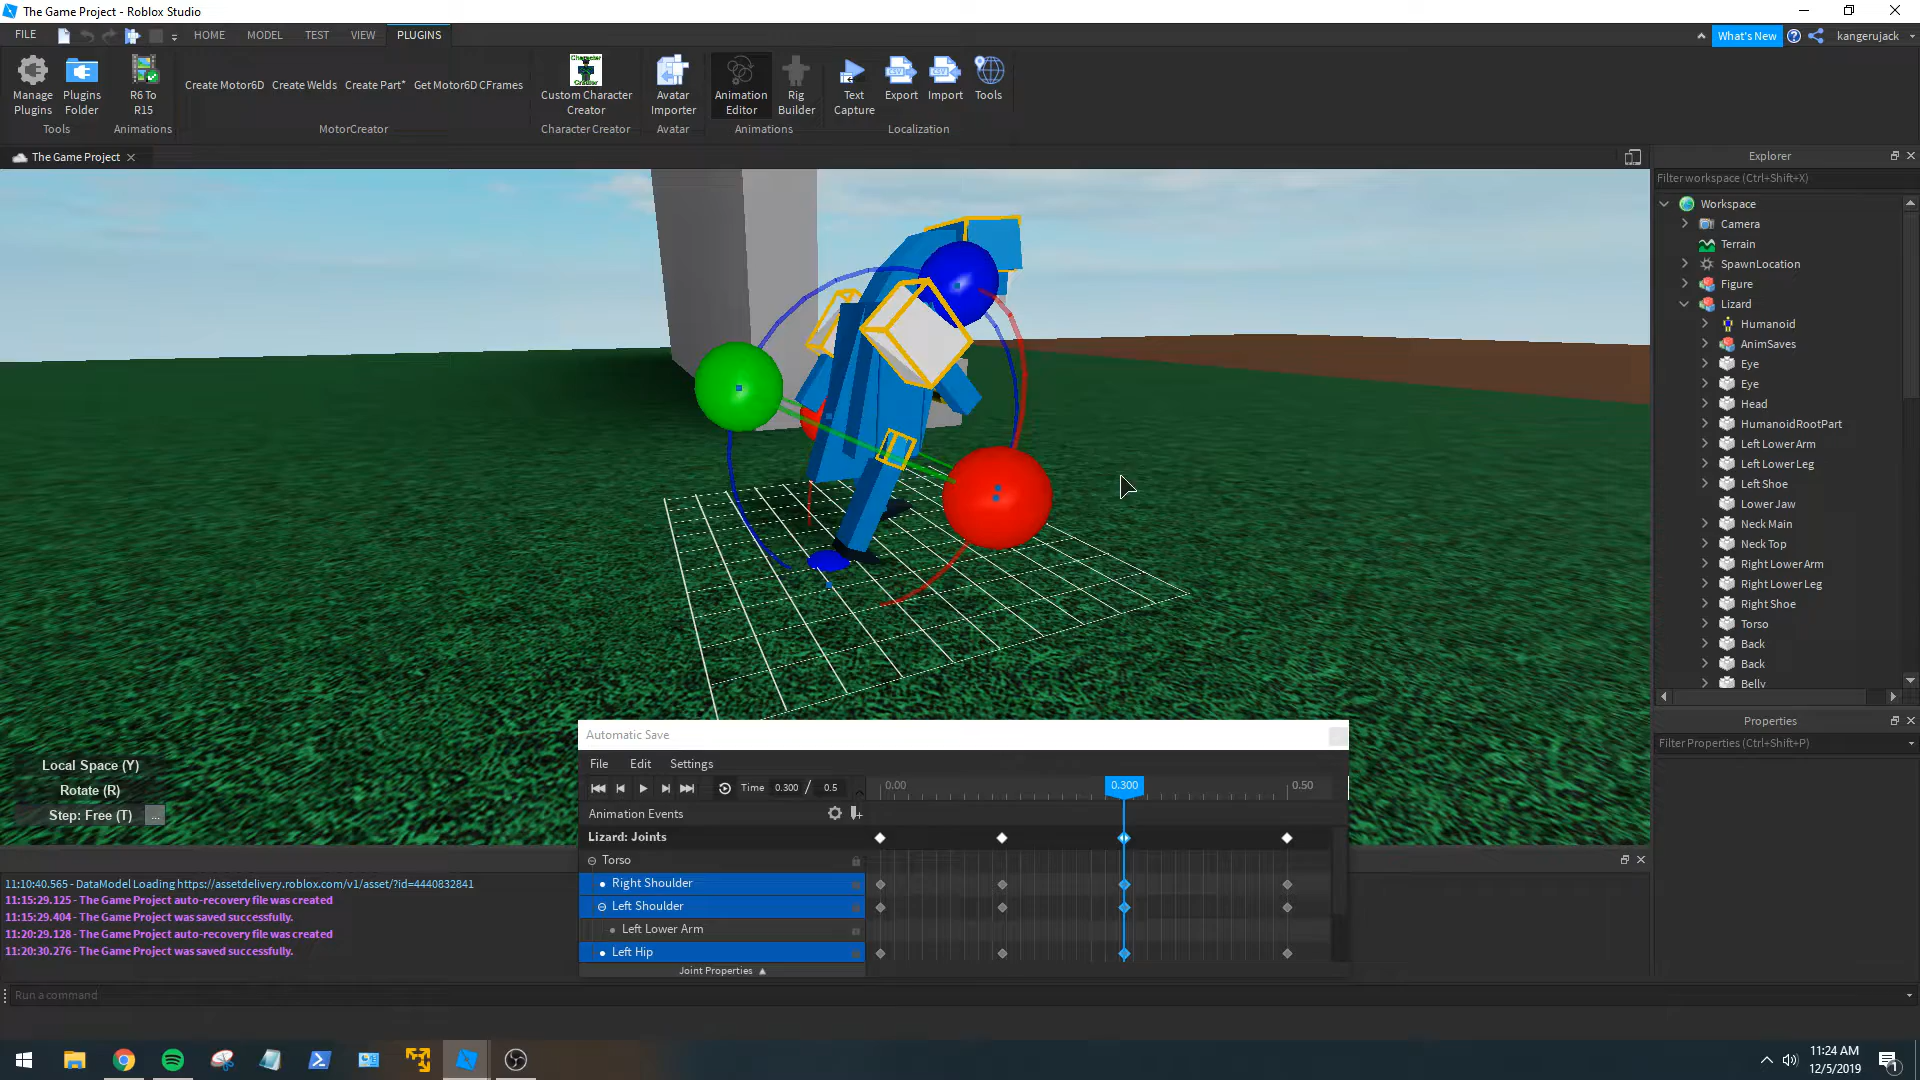 The Game Project - Roblox Studio
FILE HOME MODEL TEST VIEW PLUGINS What's New kangerujack
Manage Plugins
Plugins Folder
Tools
R6 To R15
Animations
Create Motor6D Create Welds Create Part* Get Motor6D CFrames
MotorCreator
Custom Character Creator
Character Creator
Avatar Importer
Avatar
Animation Editor
Rig Builder
Animations
Text Capture
Export
Import
Tools
Localization
The Game Project
Explorer
Filter workspace (Ctrl+Shift+X)
Workspace
Camera
Terrain
SpawnLocation
Figure
Lizard
Humanoid
AnimSaves
Eye
Eye
Head
HumanoidRootPart
Left Lower Arm
Left Lower Leg
Left Shoe
Lower Jaw
Neck Main
Neck Top
Right Lower Arm
Right Lower Leg
Right Shoe
Torso
Back
Back
Belly
Properties
Filter Properties (Ctrl+Shift+P)
Local Space (Y)
Rotate (R)
Step: Free (T) ...
Automatic Save
File Edit Settings
Time 0.300 / 0.5 0.00 0.300 0.50
Animation Events
Lizard: Joints
Torso
Right Shoulder
Left Shoulder
Left Lower Arm
Left Hip
Joint Properties
11:10:40.565 - DataModel Loading https://assetdelivery.roblox.com/v1/asset/?id=4440832841
11:15:29.125 - The Game Project auto-recovery file was created
11:15:29.404 - The Game Project was saved successfully.
11:20:29.128 - The Game Project auto-recovery file was created
11:20:30.276 - The Game Project was saved successfully.
Run a command
11:24 AM
12/5/2019
1